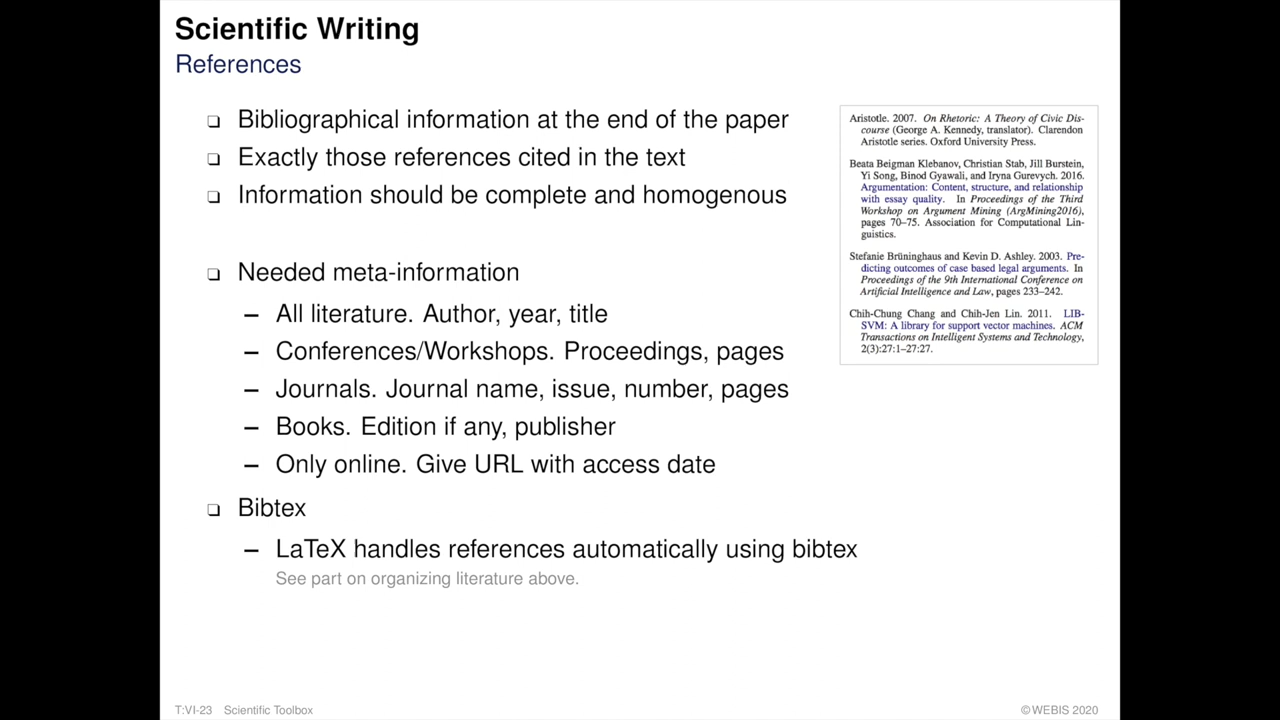 Scientific Writing
References
❑ Bibliographical information at the end of the paper
❑ Exactly those references cited in the text
❑ Information should be complete and homogenous
❑ Needed meta-information
– All literature. Author, year, title
– Conferences/Workshops. Proceedings, pages
– Journals. Journal name, issue, number, pages
– Books. Edition if any, publisher
– Only online. Give URL with access date
❑ Bibtex
– LaTeX handles references automatically using bibtex
See part on organizing literature above.
Aristotle. 2007. On Rhetoric: A Theory of Civic Dis-
course (George A. Kennedy, translator). Clarendon
Aristotle series. Oxford University Press.
Beata Beigman Klebanov, Christian Stab, Jill Burstein,
Yi Song, Binod Gyawali, and Iryna Gurevych. 2016.
Argumentation: Content, structure, and relationship
with essay quality. In Proceedings of the Third
Workshop on Argument Mining (ArgMining2016),
pages 70–75. Association for Computational Lin-
guistics.
Stefanie Brüninghaus and Kevin D. Ashley. 2003. Pre-
dicting outcomes of case based legal arguments. In
Proceedings of the 9th International Conference on
Artificial Intelligence and Law, pages 233–242.
Chih-Chung Chang and Chih-Jen Lin. 2011. LIB-
SVM: A library for support vector machines. ACM
Transactions on Intelligent Systems and Technology,
2(3):27:1–27:27.
T:VI-23 Scientific Toolbox
©WEBIS 2020